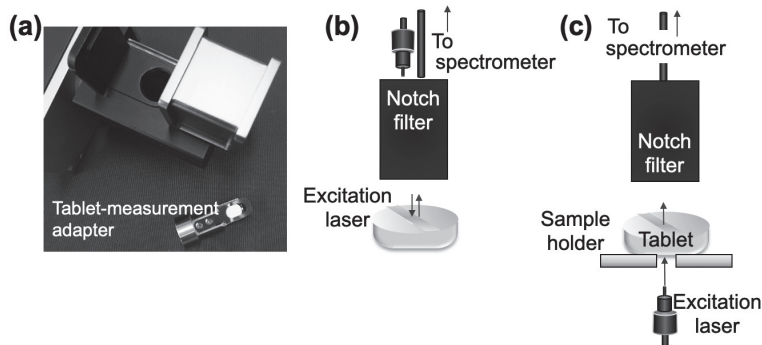 (a)
Tablet-measurement
adapter
(b)
To
spectrometer
Notch
filter
Excitation
laser
(c)
To
spectrometer
Notch
filter
Sample
holder
Tablet
Excitation
laser